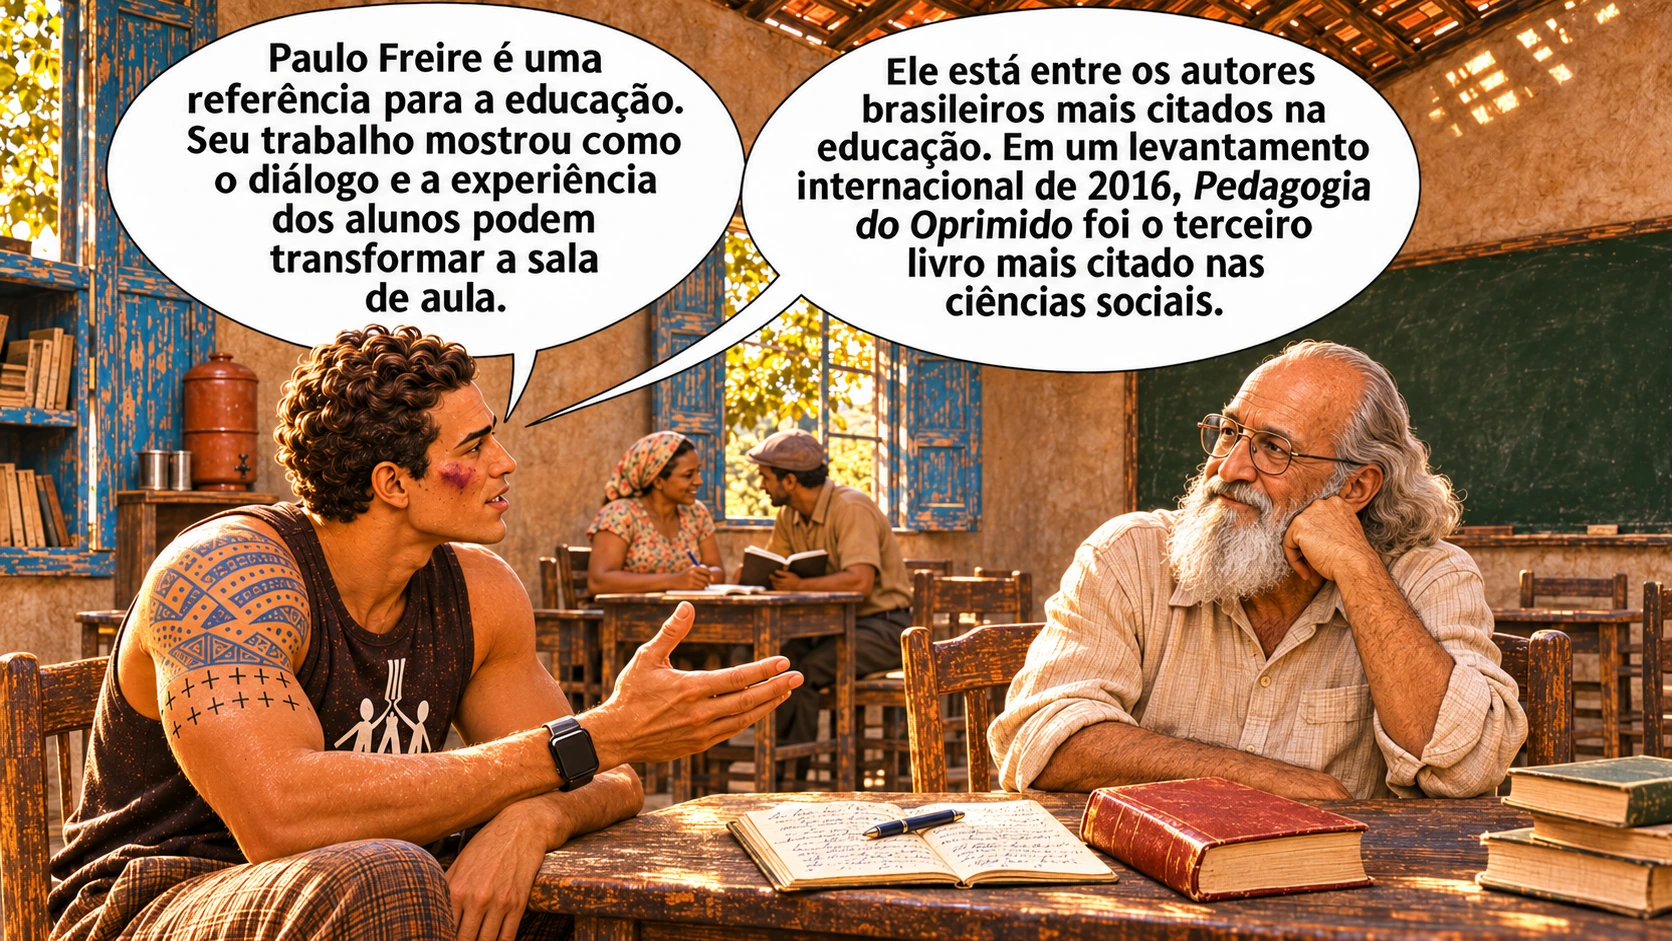 Paulo Freire é uma
referência para a educação.
Seu trabalho mostrou como
o diálogo e a experiência
dos alunos podem
transformar a sala
de aula.
Ele está entre os autores
brasileiros mais citados na
educação. Em um levantamento
internacional de 2016, Pedagogia
do Oprimido foi o terceiro
livro mais citado nas
ciências sociais.